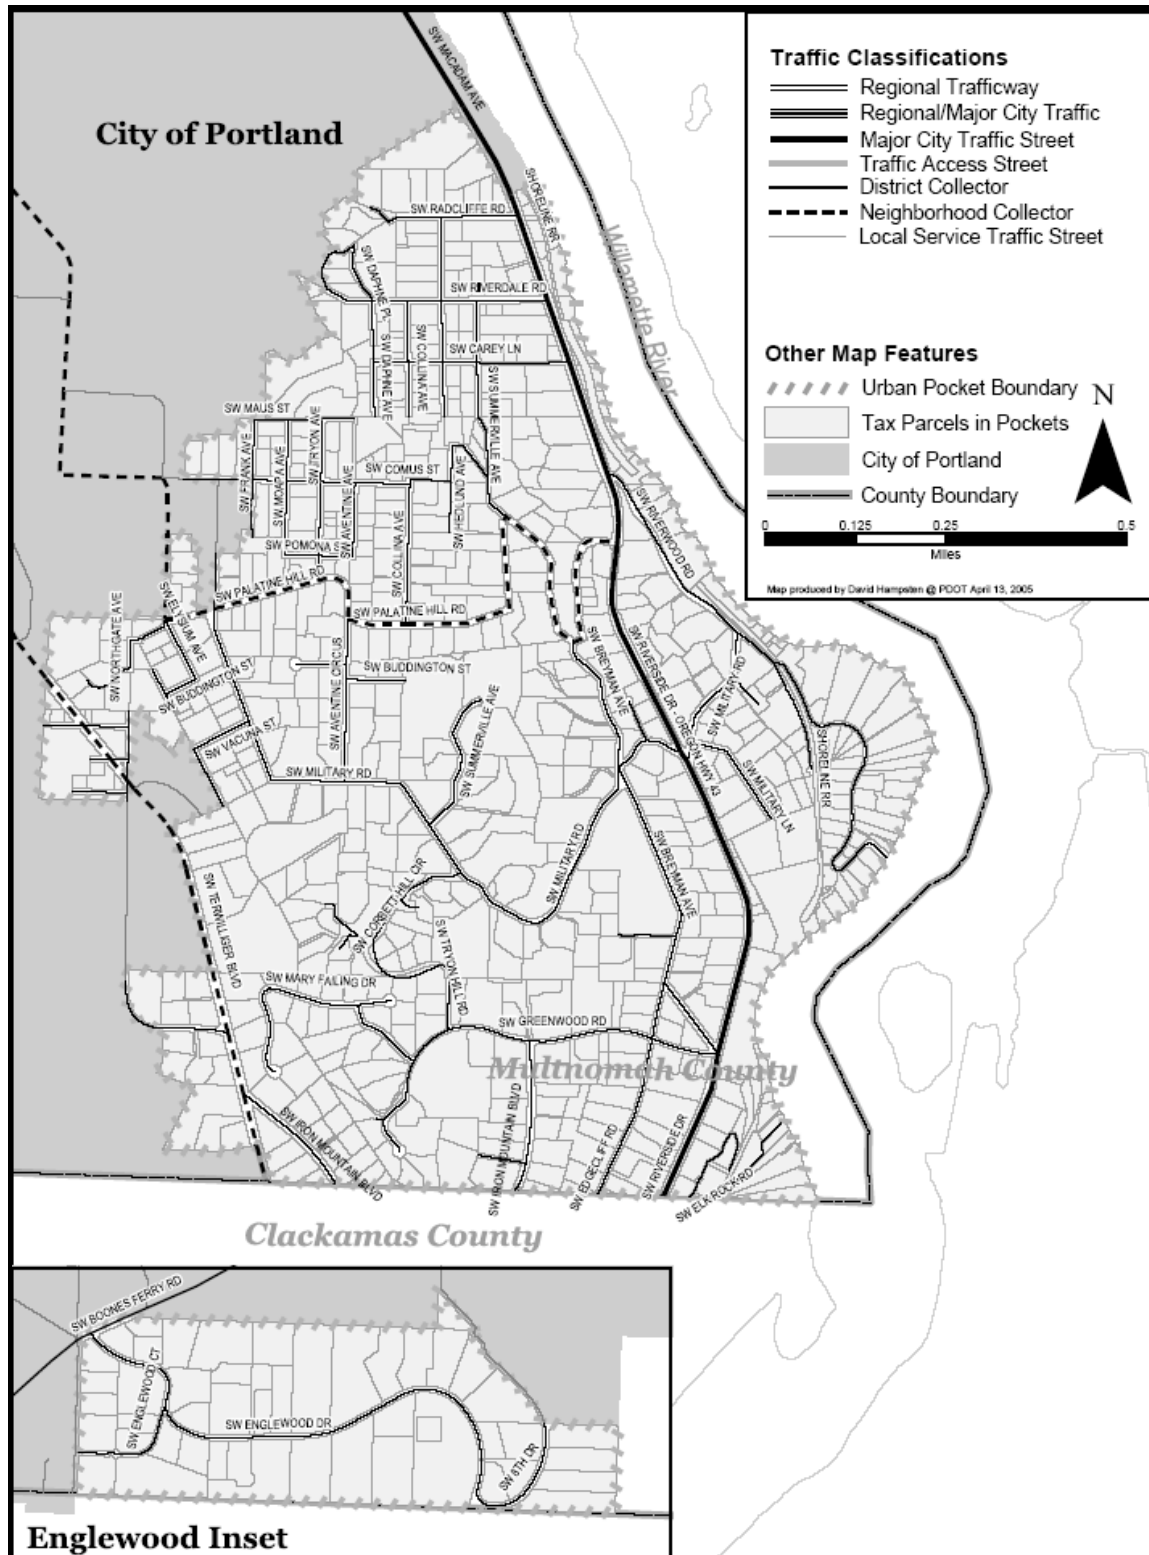 City of Portland
Traffic Classifications
Regional Trafficway
Regional/Major City Traffic
Major City Traffic Street
Traffic Access Street
District Collector
Neighborhood Collector
Local Service Traffic Street
Other Map Features
Urban Pocket Boundary
N
Tax Parcels in Pockets
City of Portland
County Boundary
0 0.125 0.25 0.5
Miles
Map produced by David Hampsten @ PDOT April 13, 2005
SW MACADAM AVE
SHORELINE RR
Willamette River
SW RADCLIFFE RD
SW DAPHNE PL
SW RIVERDALE RD
SW DAPHNE AVE
SW COLLINA AVE
SW CAREY LN
SW SUMMERVILLE AVE
SW MAUS ST
SW FRANK AVE
SW MOAPA AVE
SW TRYON AVE
SW AVENTINE AVE
SW COMUS ST
SW HEDLUND AVE
SW COLLINA AVE
SW POMONA S
SW PALATINE HILL RD
SW PALATINE HILL RD
SW RIVERWOOD RD
SW NORTHGATE AVE
SW ELYSIUM AVE
SW BUDDINGTON ST
SW BUDDINGTON ST
SW AVENTINE CIRCUS
SW VACUNA ST
SW MILITARY RD
SW SUMMERVILLE AVE
SW BREYMAN AVE
SW RIVERSIDE DR - OREGON HWY 43
SW MILITARY RD
SW MILITARY LN
SHORELINE RR
SW MILITARY RD
SW BREYMAN AVE
SW TERWILLIGER BLVD
SW CORBETT HILL CIR
SW TRYON HILL RD
SW MARY FAILING DR
SW GREENWOOD RD
Multnomah County
SW IRON MOUNTAIN BLVD
SW IRON MOUNTAIN BLVD
SW EDGECLIFF RD
SW RIVERSIDE DR
SW ELK ROCK RD
Clackamas County
SW BOONES FERRY RD
SW ENGLEWOOD CT
SW ENGLEWOOD DR
SW 6TH DR
Englewood Inset